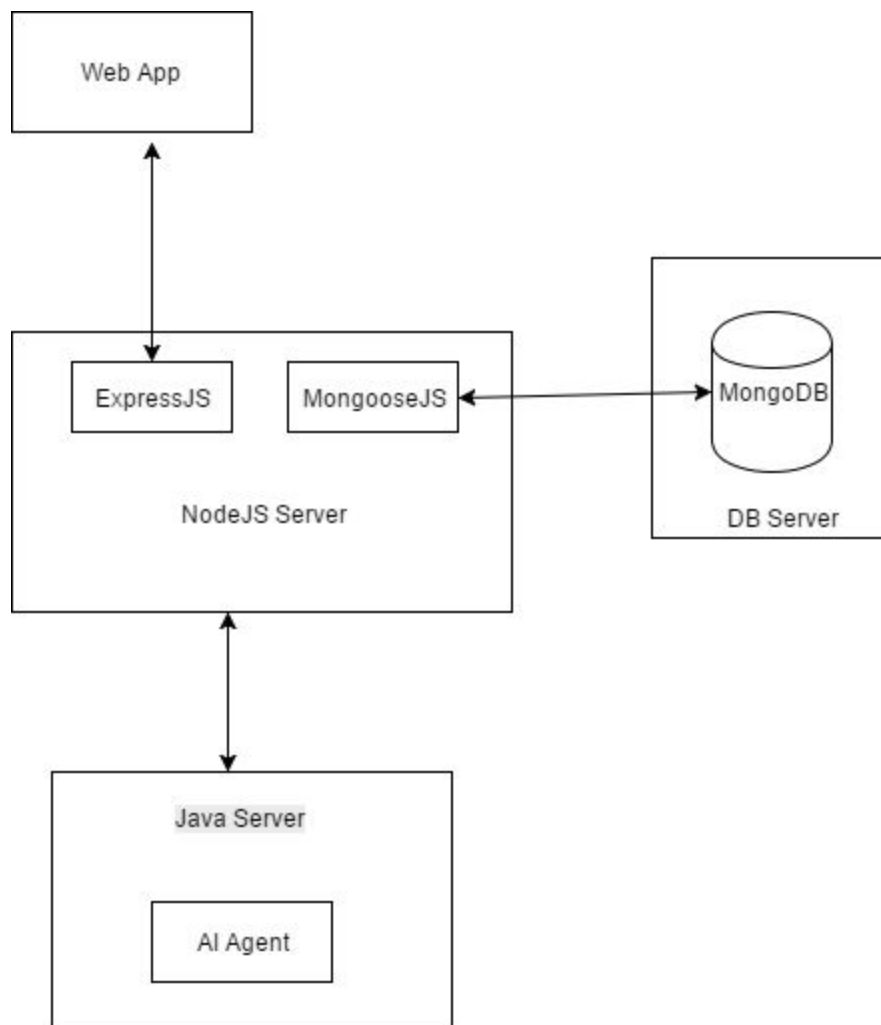 Web App
ExpressJS
MongooseJS
MongoDB
NodeJS Server
DB Server
Java Server
AI Agent